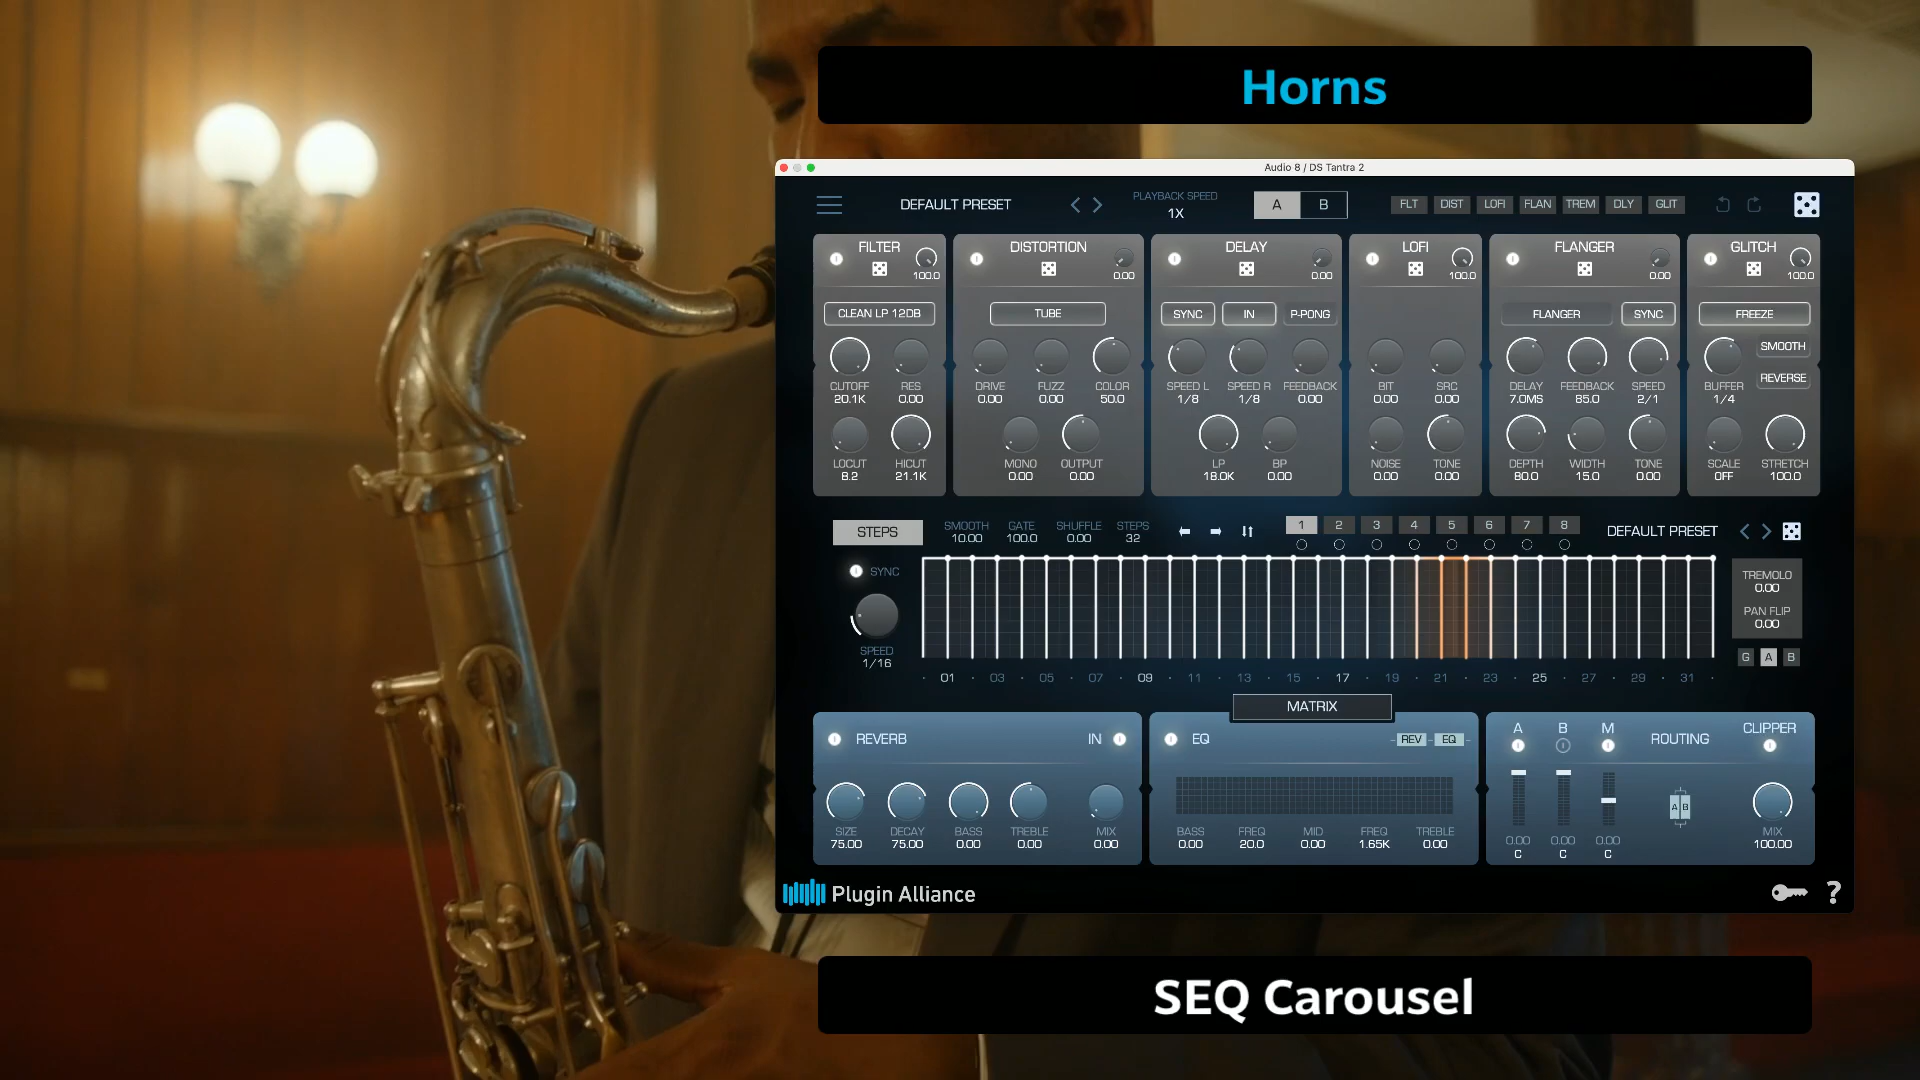 Horns
Audio 8 / DS Tantra 2
DEFAULT PRESET
PLAYBACK SPEED
1X
A B
FLT DIST LOFI FLAN TREM DLY GLIT
FILTER
100.0
CLEAN LP 12DB
CUTOFF RES
20.1K 0.00
LOCUT HICUT
8.2 21.1K
DISTORTION
0.00
TUBE
DRIVE FUZZ COLOR
0.00 0.00 50.0
MONO OUTPUT
0.00 0.00
DELAY
0.00
SYNC IN P-PONG
SPEED L SPEED R FEEDBACK
1/8 1/8 0.00
LP BP
18.0K 0.00
LOFI
100.0
BIT SRC
0.00 0.00
NOISE TONE
0.00 0.00
FLANGER
0.00
FLANGER SYNC
DELAY FEEDBACK SPEED
7.0MS 85.0 2/1
DEPTH WIDTH TONE
80.0 15.0 0.00
GLITCH
100.0
FREEZE
SMOOTH
REVERSE
BUFFER
1/4
SCALE STRETCH
OFF 100.0
STEPS
SMOOTH GATE SHUFFLE STEPS
10.00 100.0 0.00 32
1 2 3 4 5 6 7 8
DEFAULT PRESET
SYNC
SPEED
1/16
TREMOLO
0.00
PAN FLIP
0.00
G A B
01 03 05 07 09 11 13 15 17 19 21 23 25 27 29 31
MATRIX
REVERB IN
SIZE DECAY BASS TREBLE MIX
75.00 75.00 0.00 0.00 0.00
EQ REV EQ
BASS FREQ MID FREQ TREBLE
0.00 20.0 0.00 1.65K 0.00
A B M ROUTING CLIPPER
A B
0.00 0.00 0.00
C C C
MIX
100.00
Plugin Alliance
?
SEQ Carousel